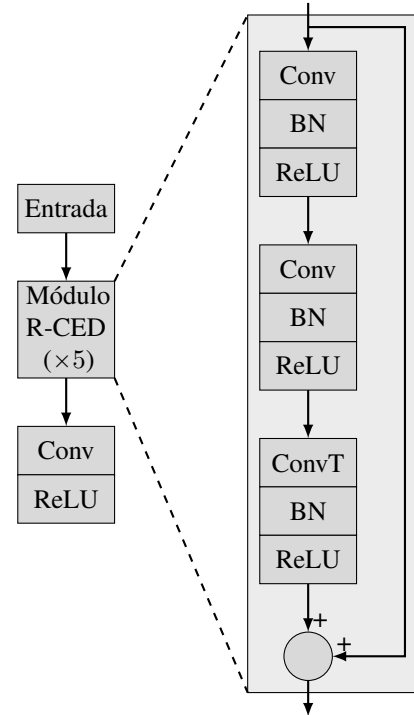 Entrada
Módulo
R-CED
(×5)
Conv
ReLU
Conv
BN
ReLU
Conv
BN
ReLU
ConvT
BN
ReLU
+
+